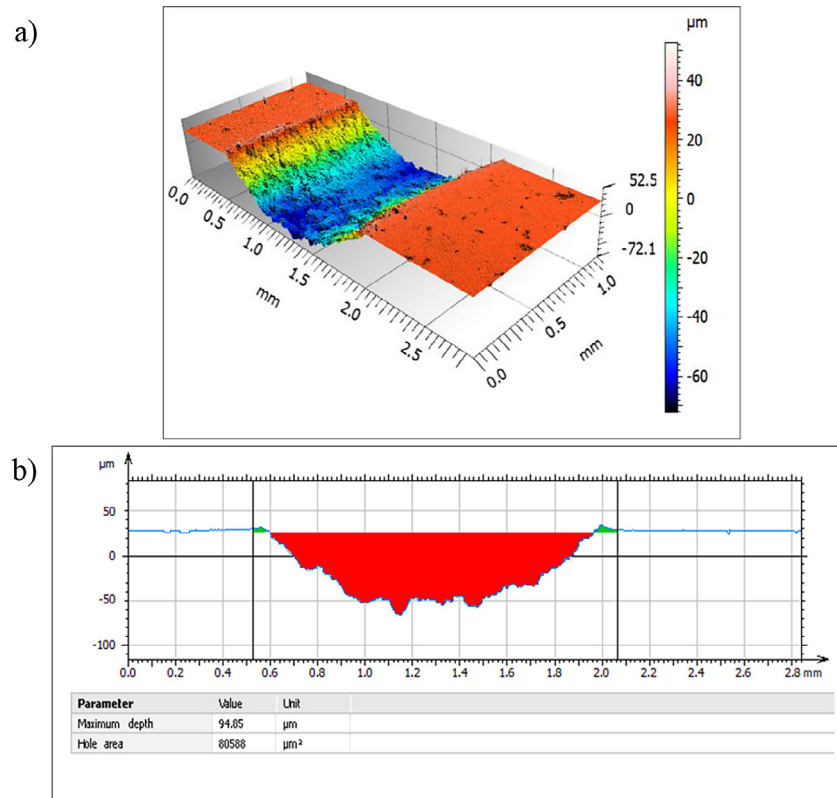 a)
µm
40
20
0
-20
-40
-60
52.5
0
-72.1
0.0
0.5
1.0
1.5
2.0
2.5
mm
0.0
0.5
1.0
mm
b)
µm
50
0
-50
-100
0.0 0.2 0.4 0.6 0.8 1.0 1.2 1.4 1.6 1.8 2.0 2.2 2.4 2.6 2.8 mm
Parameter Value Unit
Maximum depth 94.85 µm
Hole area 80588 µm²